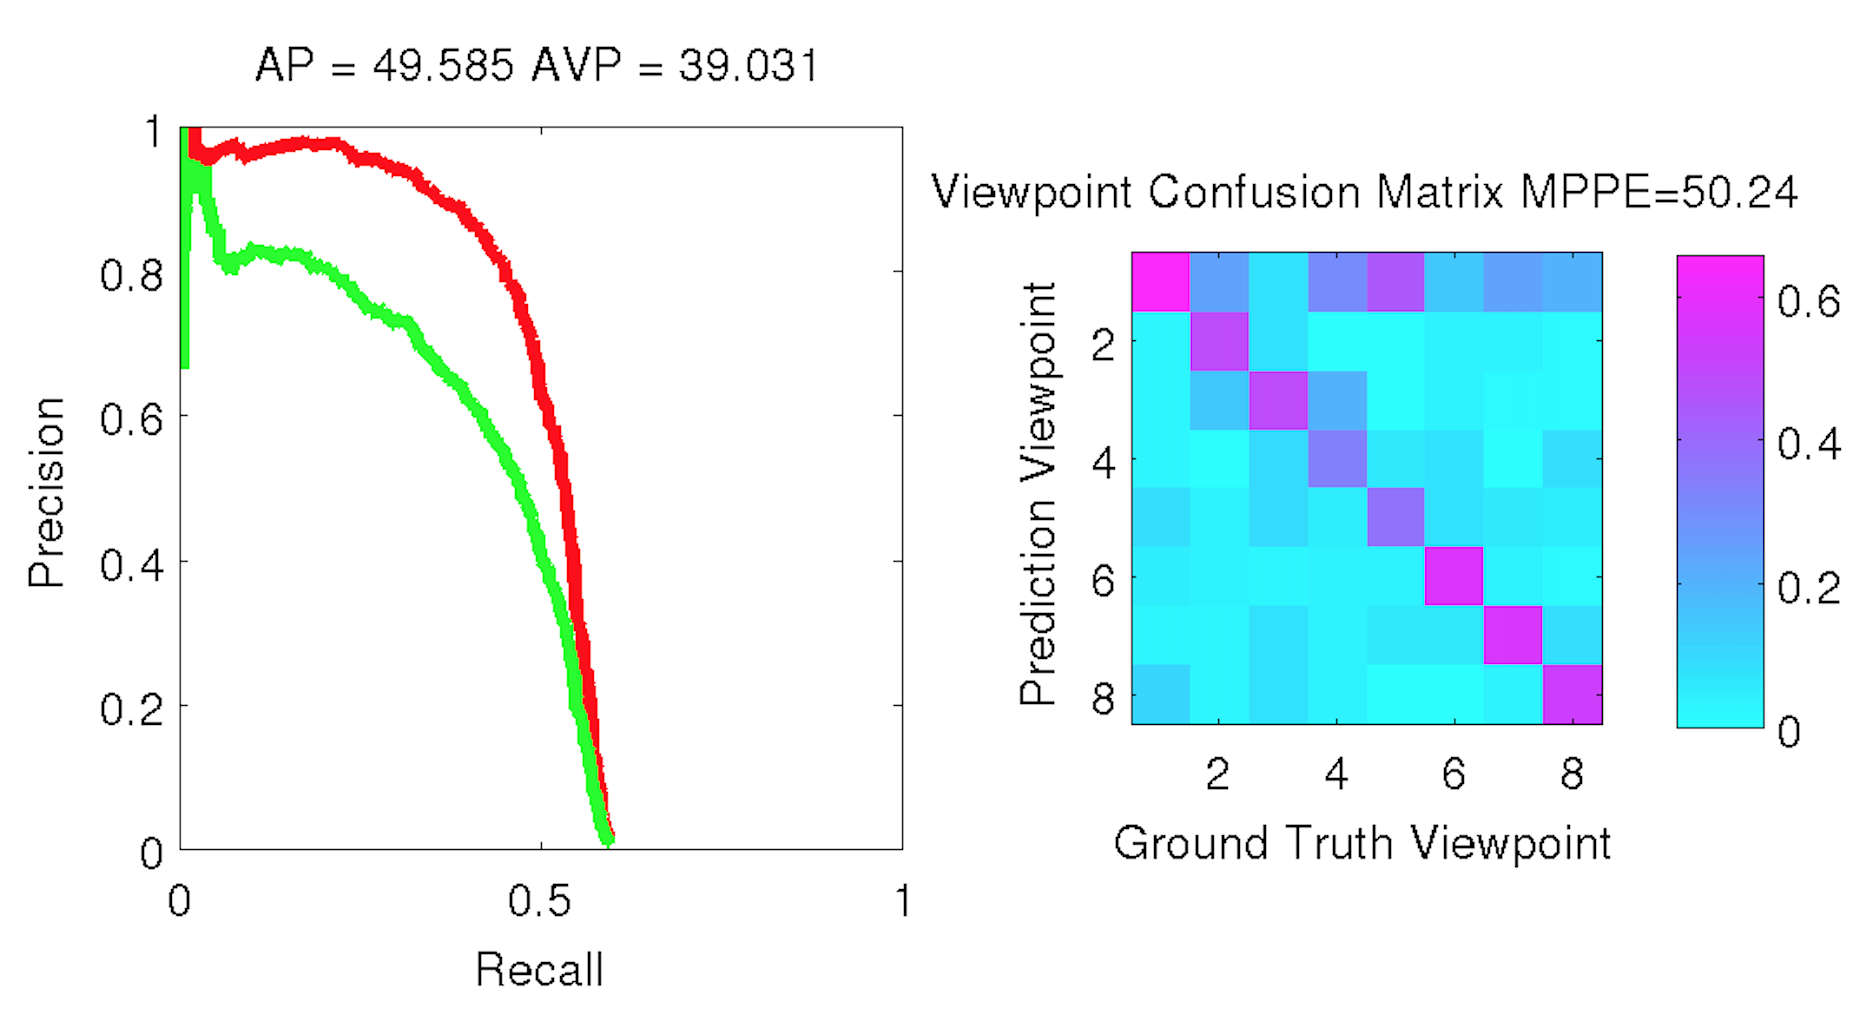 AP = 49.585 AVP = 39.031
1
0.8
0.6
0.4
0.2
0
Precision
0 0.5 1
Recall
Viewpoint Confusion Matrix MPPE=50.24
Prediction Viewpoint
2
4
6
8
2 4 6 8
Ground Truth Viewpoint
0.6
0.4
0.2
0